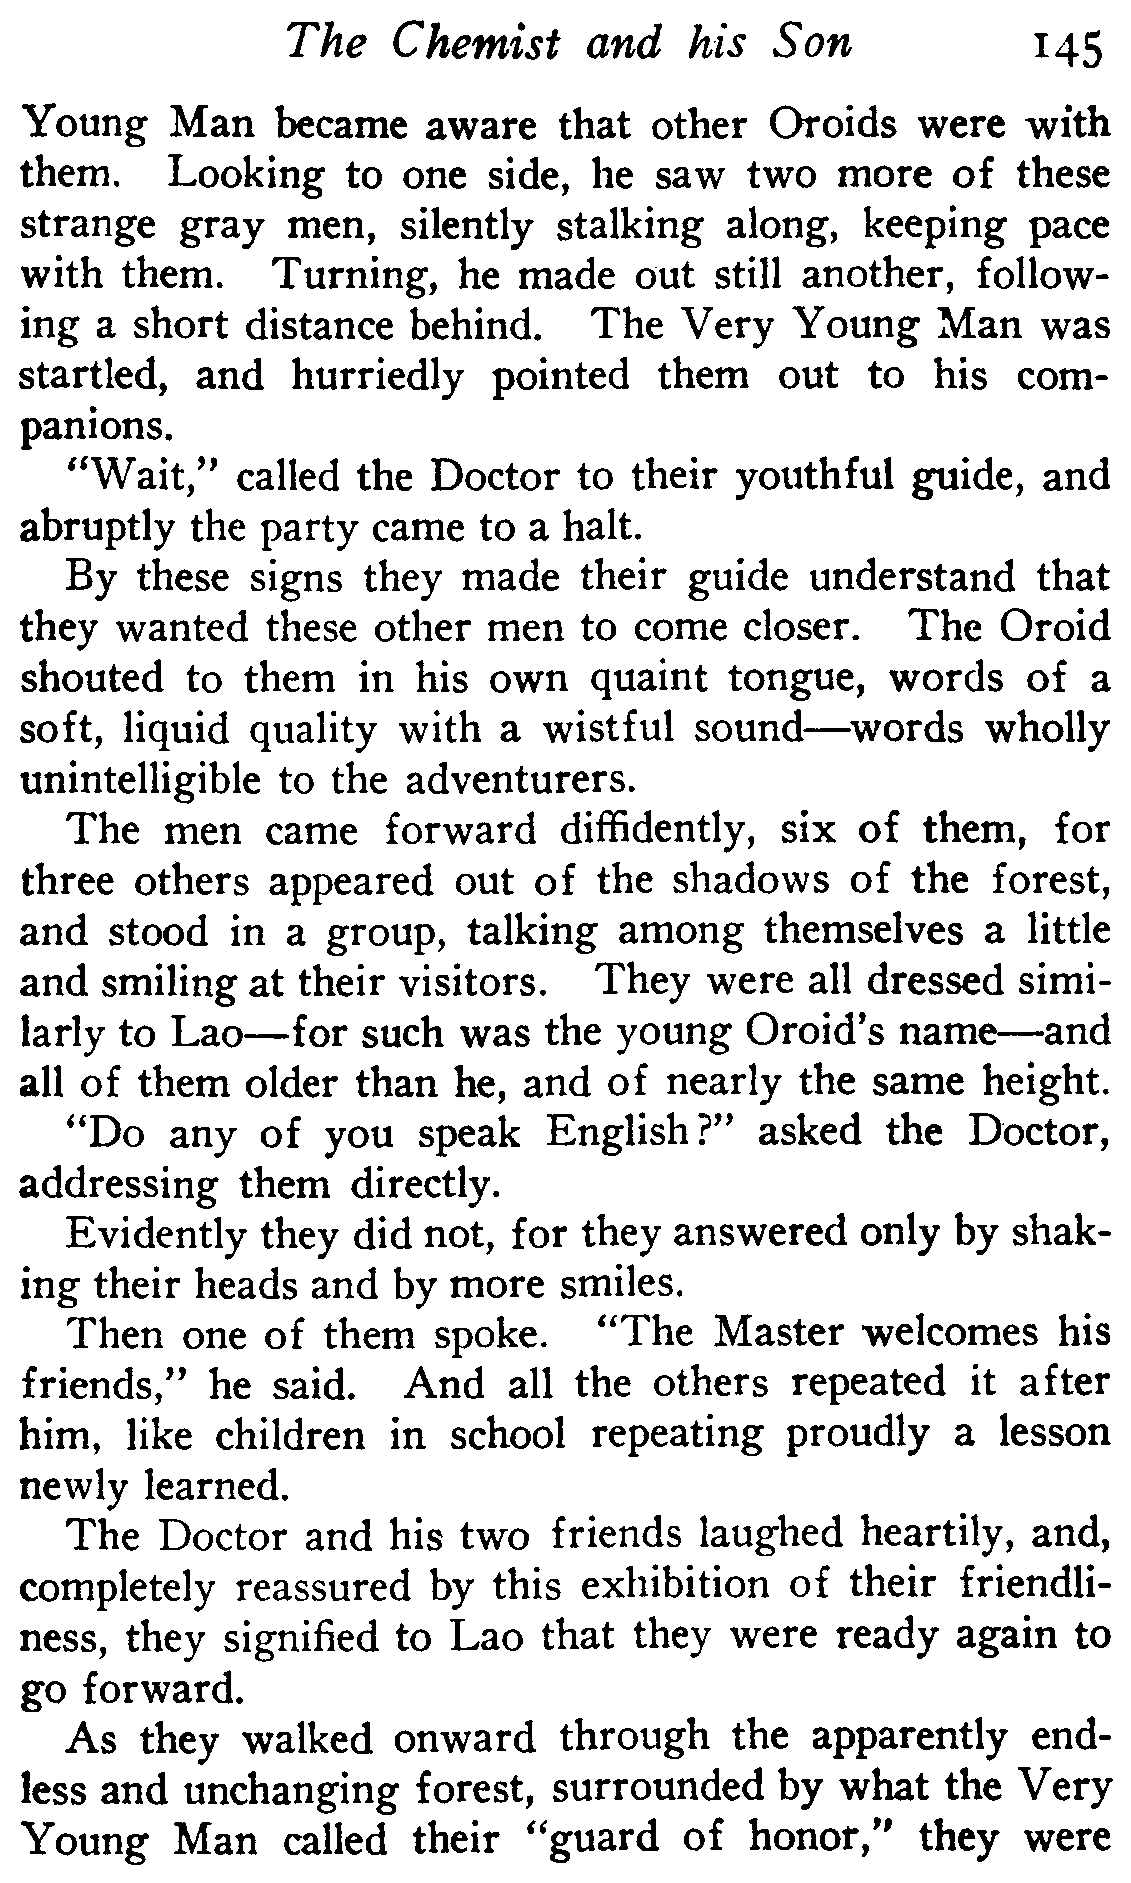 The Chemist and his Son 145
Young Man became aware that other Oroids were with
them. Looking to one side, he saw two more of these
strange gray men, silently stalking along, keeping pace
with them. Turning, he made out still another, follow-
ing a short distance behind. The Very Young Man was
startled, and hurriedly pointed them out to his com-
panions.
"Wait," called the Doctor to their youthful guide, and
abruptly the party came to a halt.
By these signs they made their guide understand that
they wanted these other men to come closer. The Oroid
shouted to them in his own quaint tongue, words of a
soft, liquid quality with a wistful sound—words wholly
unintelligible to the adventurers.
The men came forward diffidently, six of them, for
three others appeared out of the shadows of the forest,
and stood in a group, talking among themselves a little
and smiling at their visitors. They were all dressed simi-
larly to Lao—for such was the young Oroid's name—and
all of them older than he, and of nearly the same height.
"Do any of you speak English?" asked the Doctor,
addressing them directly.
Evidently they did not, for they answered only by shak-
ing their heads and by more smiles.
Then one of them spoke. "The Master welcomes his
friends," he said. And all the others repeated it after
him, like children in school repeating proudly a lesson
newly learned.
The Doctor and his two friends laughed heartily, and,
completely reassured by this exhibition of their friendli-
ness, they signified to Lao that they were ready again to
go forward.
As they walked onward through the apparently end-
less and unchanging forest, surrounded by what the Very
Young Man called their "guard of honor," they were